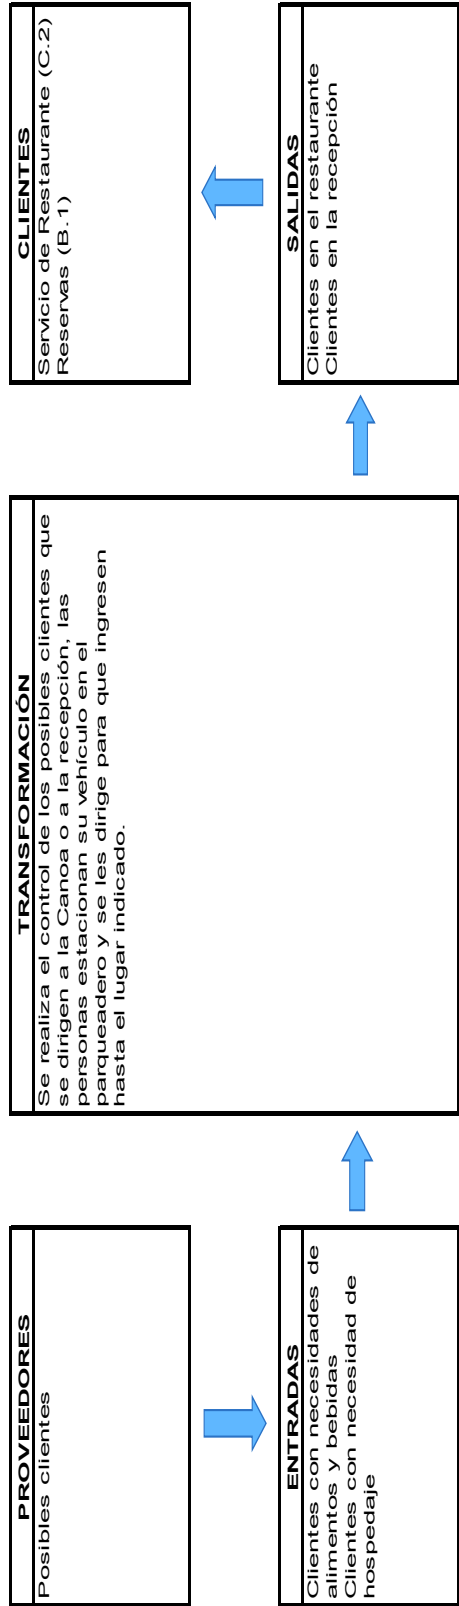 PROVEEDORES
Posibles clientes
ENTRADAS
Clientes con necesidades de
alimentos y bebidas
Clientes con necesidad de
hospedaje
TRANSFORMACIÓN
Se realiza el control de los posibles clientes que
se dirigen a la Canoa o a la recepción, las
personas estacionan su vehículo en el
parqueadero y se les dirige para que ingresen
hasta el lugar indicado.
SALIDAS
Clientes en el restaurante
Clientes en la recepción
CLIENTES
Servicio de Restaurante (C.2)
Reservas (B.1)